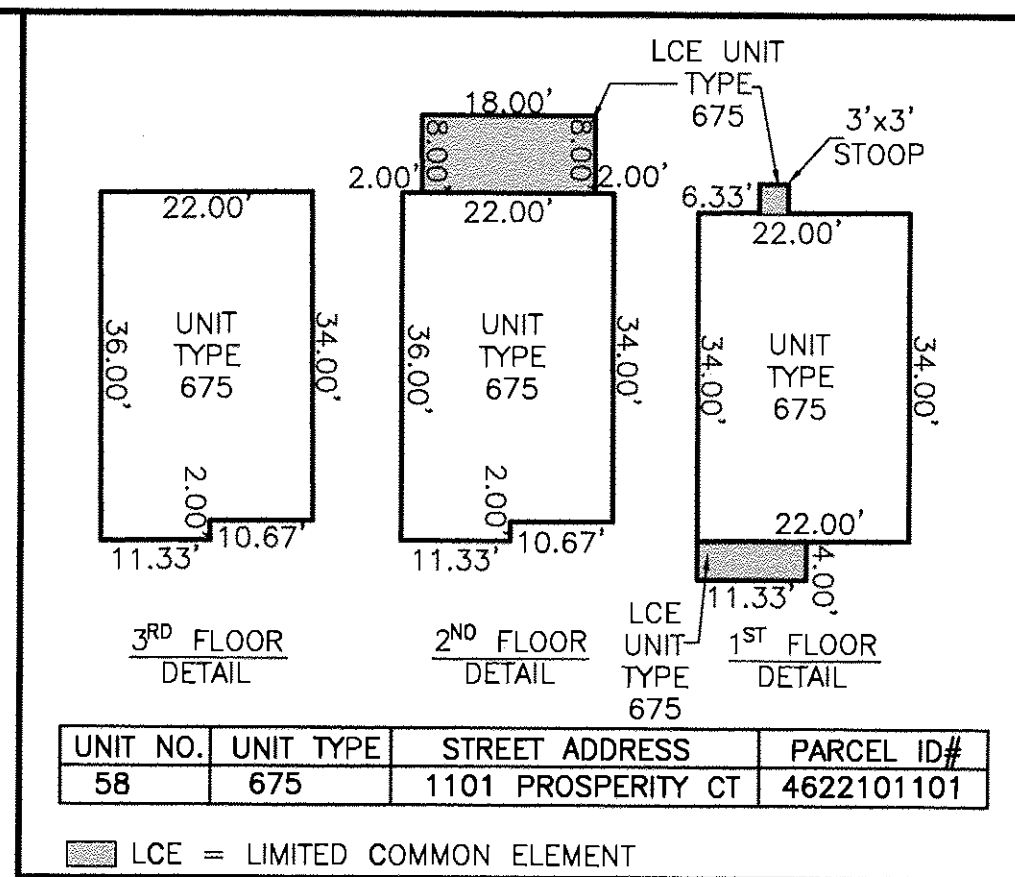 LCE UNIT
TYPE
675
3'x3'
STOOP
18.00'
8.00'
8.00'
2.00'
2.00'
6.33'
22.00'
22.00'
22.00'
UNIT
TYPE
675
36.00'
34.00'
UNIT
TYPE
675
36.00'
34.00'
UNIT
TYPE
675
34.00'
34.00'
2.00'
10.67'
11.33'
2.00'
10.67'
11.33'
22.00'
4.00'
11.33'
3RD FLOOR
DETAIL
2ND FLOOR
DETAIL
LCE
UNIT
TYPE
675
1ST FLOOR
DETAIL
UNIT NO. UNIT TYPE STREET ADDRESS PARCEL ID#
58 675 1101 PROSPERITY CT 4622101101
LCE = LIMITED COMMON ELEMENT